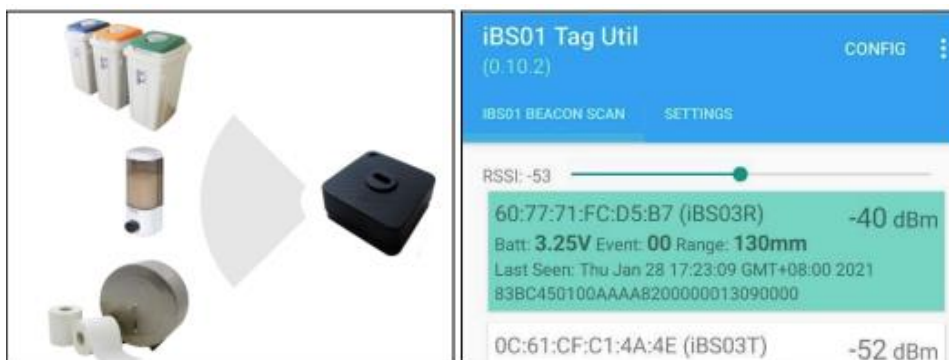 iBS01 Tag Util
CONFIG
(0.10.2)
IBS01 BEACON SCAN SETTINGS
RSSI: -53
60:77:71:FC:D5:B7 (iBS03R) -40 dBm
Batt: 3.25V Event: 00 Range: 130mm
Last Seen: Thu Jan 28 17:23:09 GMT+08:00 2021
83BC450100AAAA8200000013090000
0C:61:CF:C1:4A:4E (iBS03T) -52 dBm